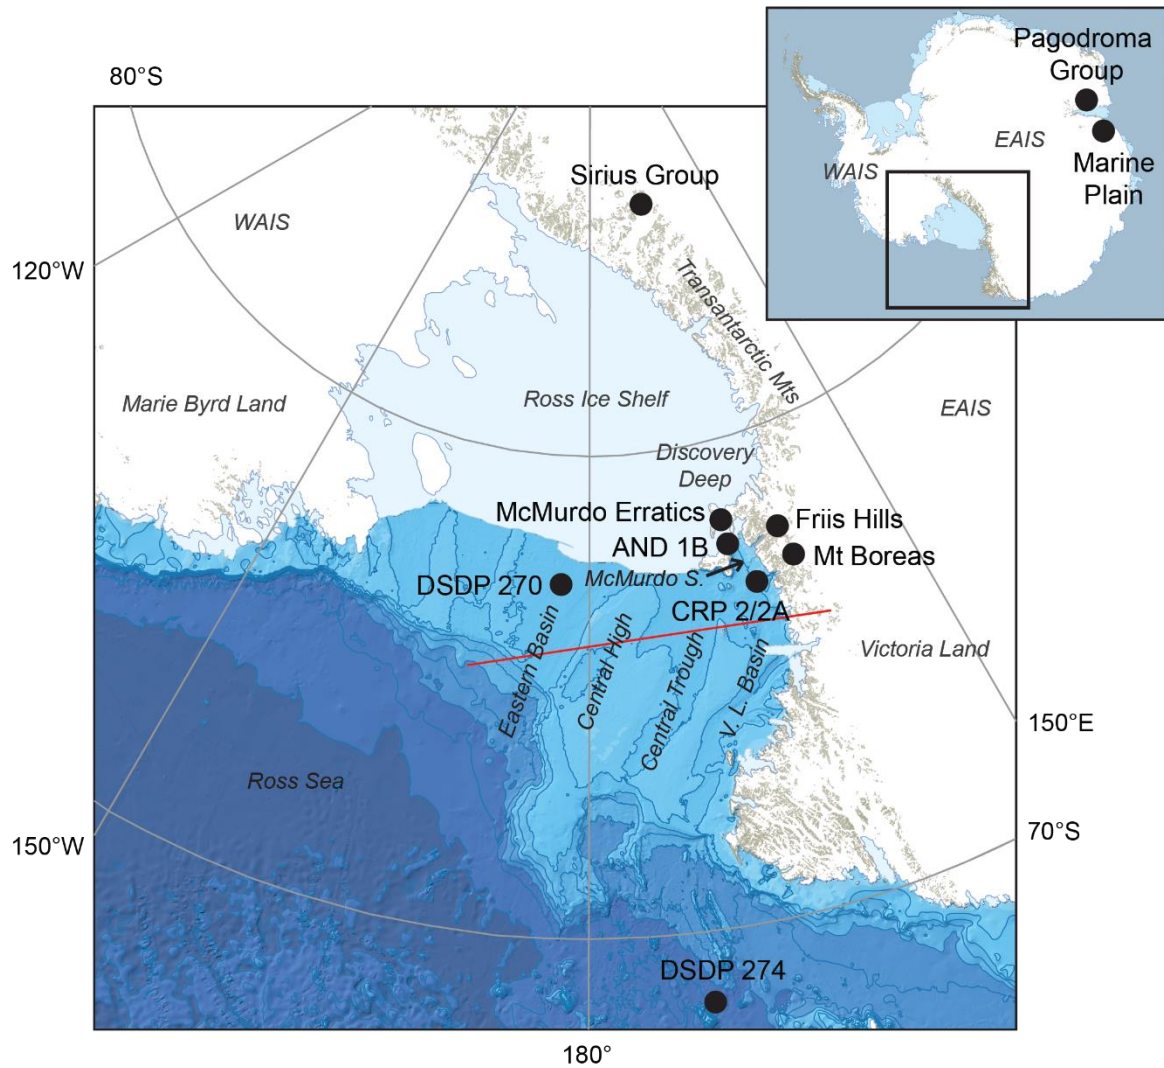 80°S
Pagodroma
Group
EAIS
WAIS
Marine
Plain
Sirius Group
WAIS
120°W
Transantarctic Mts
Ross Ice Shelf
Marie Byrd Land
EAIS
Discovery
Deep
McMurdo Erratics
Friis Hills
AND 1B
Mt Boreas
McMurdo S.
DSDP 270
CRP 2/2A
Eastern Basin
Central High
Central Trough
V. L. Basin
Victoria Land
150°E
Ross Sea
70°S
150°W
DSDP 274
180°